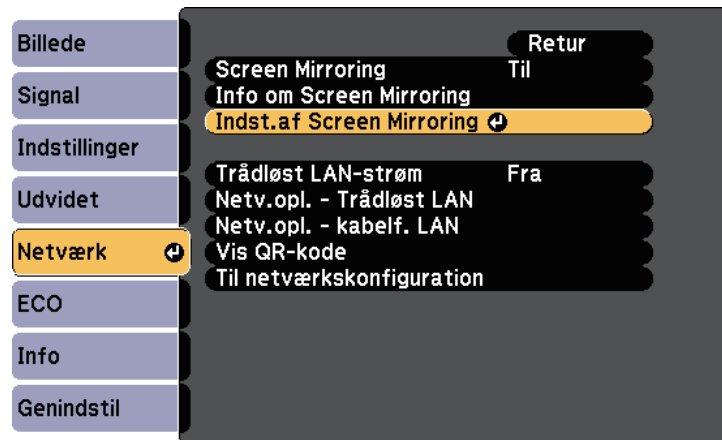 Billede
Signal
Indstillinger
Udvidet
Netværk
ECO
Info
Genindstil
Retur
Screen Mirroring Til
Info om Screen Mirroring
Indst.af Screen Mirroring
Trådløst LAN-strøm Fra
Netv.opl. - Trådløst LAN
Netv.opl. - kabelf. LAN
Vis QR-kode
Til netværkskonfiguration